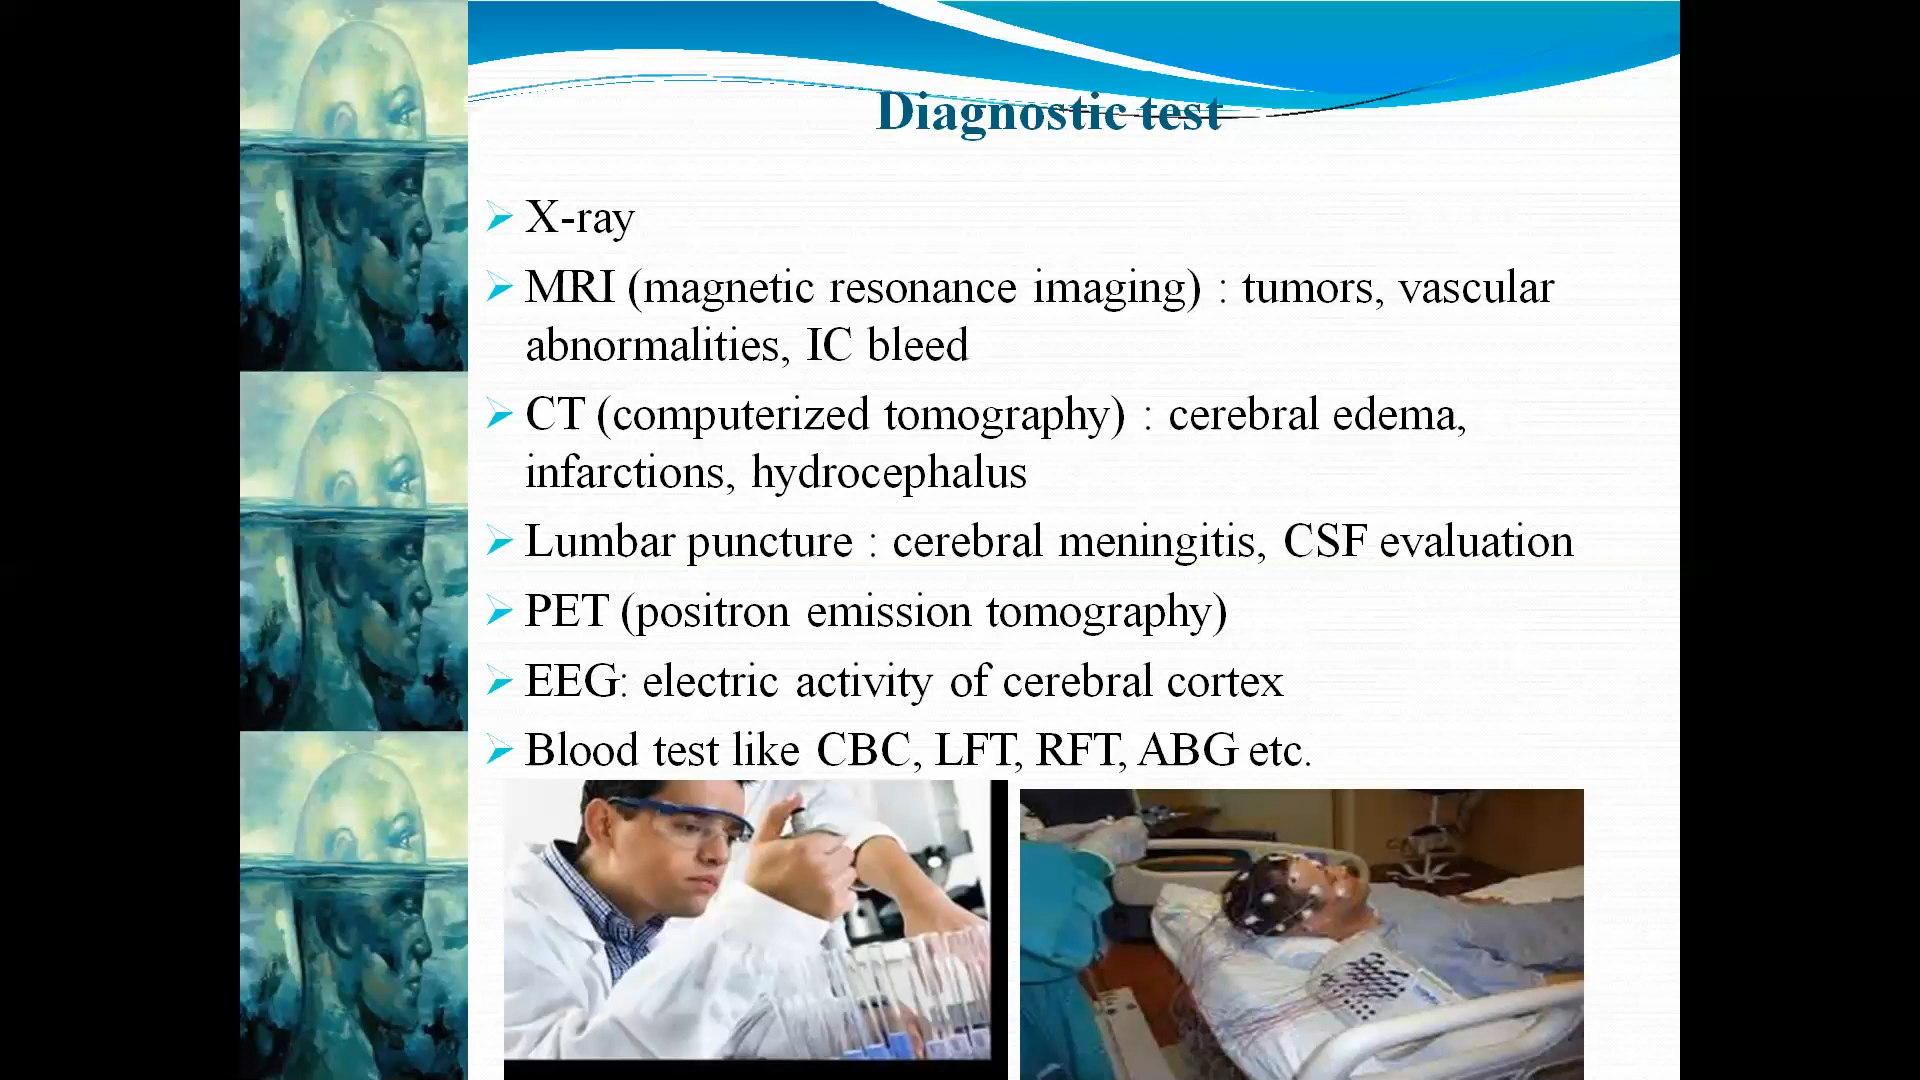 Diagnostic test
X-ray
MRI (magnetic resonance imaging) : tumors, vascular
abnormalities, IC bleed
CT (computerized tomography) : cerebral edema,
infarctions, hydrocephalus
Lumbar puncture : cerebral meningitis, CSF evaluation
PET (positron emission tomography)
EEG: electric activity of cerebral cortex
Blood test like CBC, LFT, RFT, ABG etc.